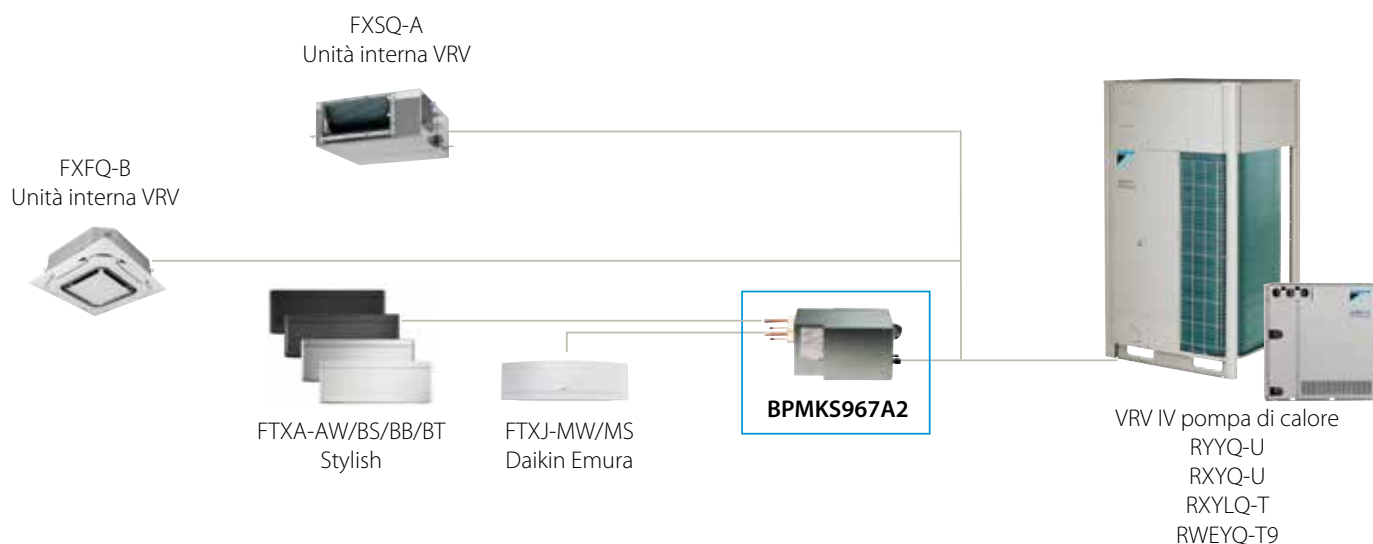 FXSQ-A
Unità interna VRV
FXFQ-B
Unità interna VRV
FTXA-AW/BS/BB/BT
Stylish
FTXJ-MW/MS
Daikin Emura
BPMKS967A2
VRV IV pompa di calore
RYYQ-U
RXYQ-U
RXYLQ-T
RWEYQ-T9